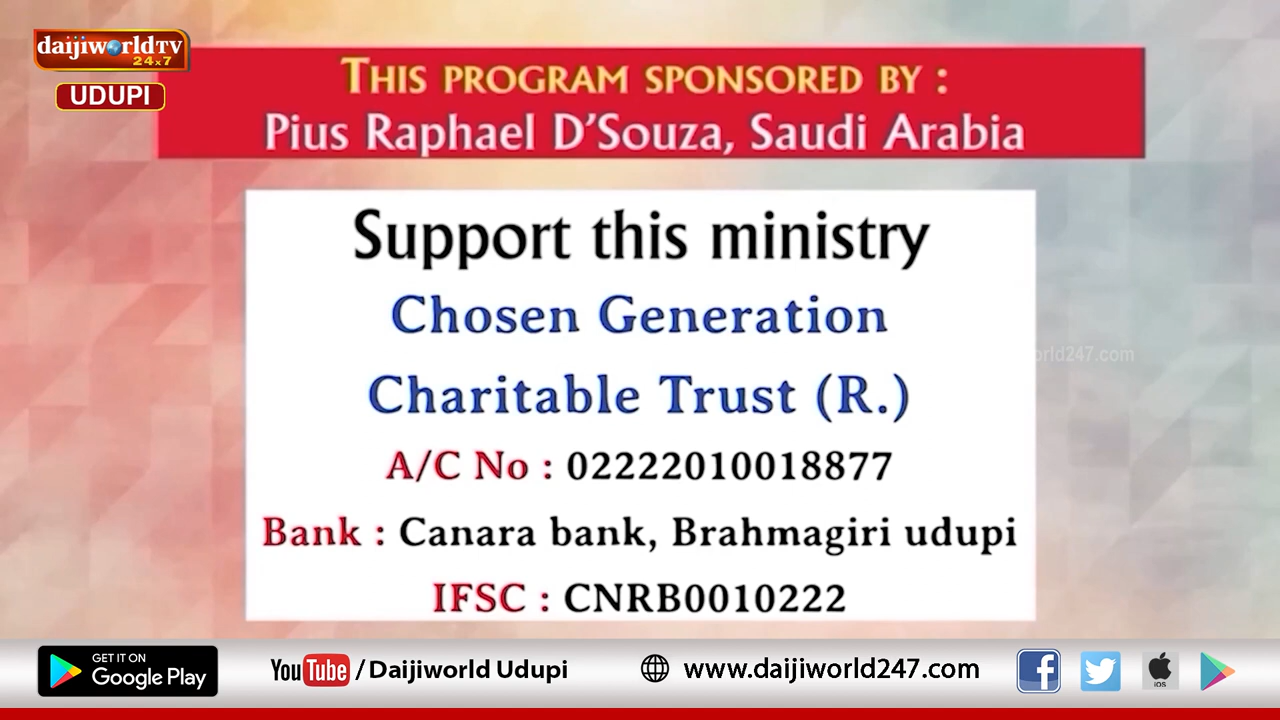 daijiworldTV
24x7
UDUPI
THIS PROGRAM SPONSORED BY :
Pius Raphael D'Souza, Saudi Arabia
Support this ministry
Chosen Generation
Charitable Trust (R.)
A/C No : 02222010018877
Bank : Canara bank, Brahmagiri udupi
IFSC : CNRB0010222
GET IT ON
Google Play
YouTube / Daijiworld Udupi
www.daijiworld247.com
iOS